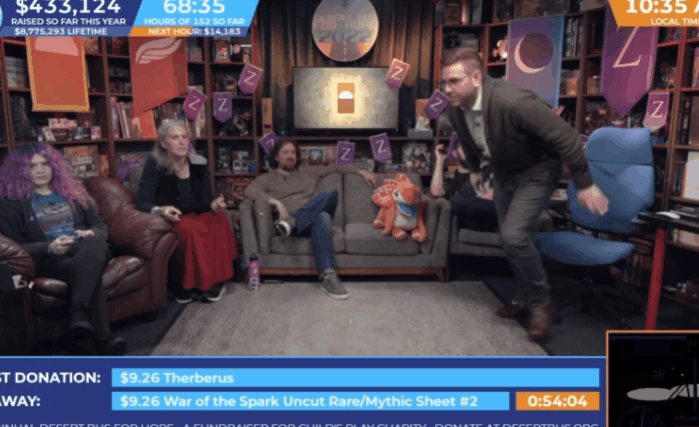 $433,124
RAISED SO FAR THIS YEAR
$8,775,293 LIFETIME
68:35
HOURS OF 152 SO FAR
NEXT HOUR: $14,183
10:35
LOCAL TIM
Z
Z
Z
Z
Z
Z
Z
Z
Z
ST DONATION:
$9.26 Therberus
AWAY:
$9.26 War of the Spark Uncut Rare/Mythic Sheet #2
0:54:04
NNUAL DESERT BUS FOR HOPE - A FUNDRAISER FOR CHILD'S PLAY CHARITY - DONATE AT DESERTBUS.ORG